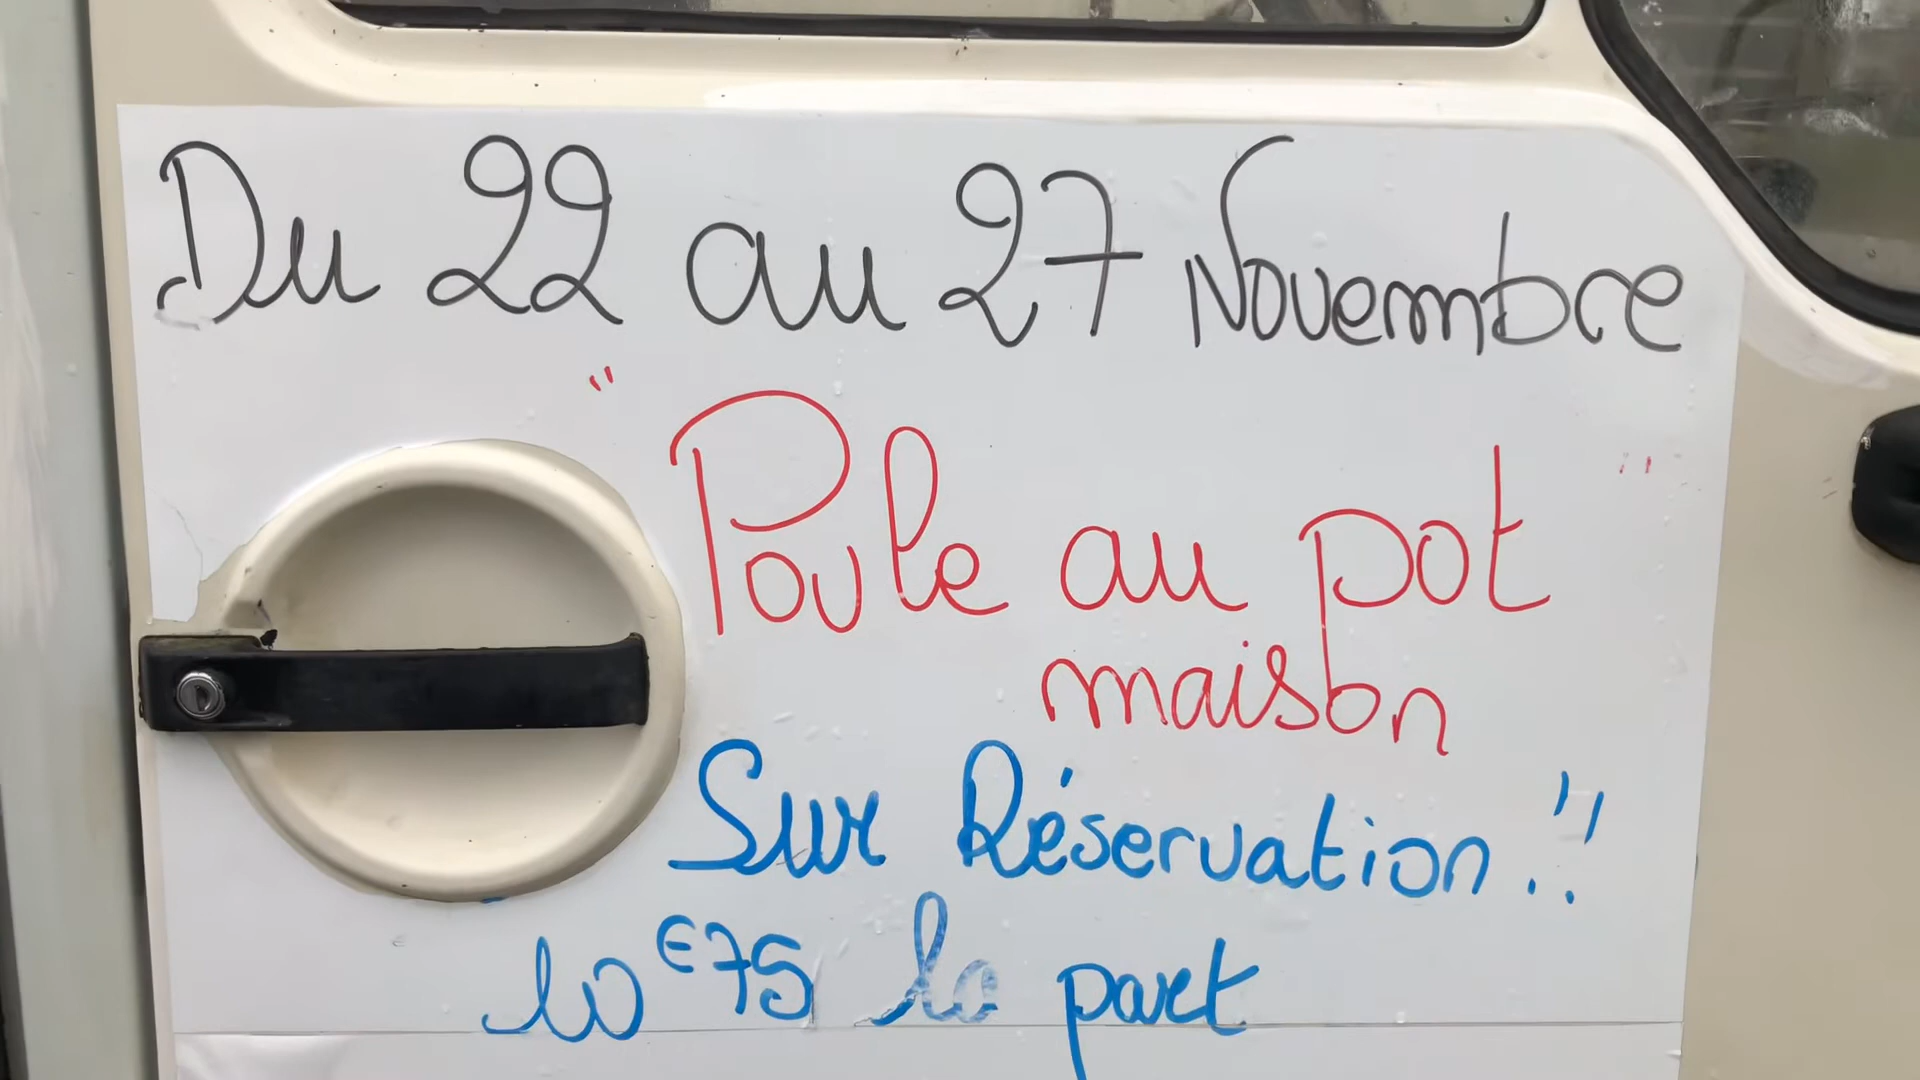 Du 22 au 27 Novembre
"Poule au pot"
maison
Sur Réservation !!
10€75 la part